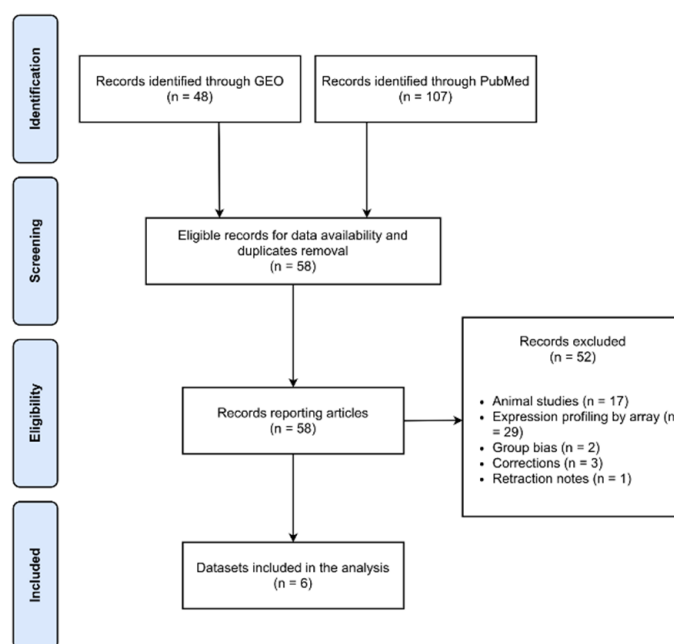 Identification
Records identified through GEO
(n = 48)
Records identified through PubMed
(n = 107)
Screening
Eligible records for data availability and
duplicates removal
(n = 58)
Eligibility
Records reporting articles
(n = 58)
Records excluded
(n = 52)
• Animal studies (n = 17)
• Expression profiling by array (n
= 29)
• Group bias (n = 2)
• Corrections (n = 3)
• Retraction notes (n = 1)
Included
Datasets included in the analysis
(n = 6)